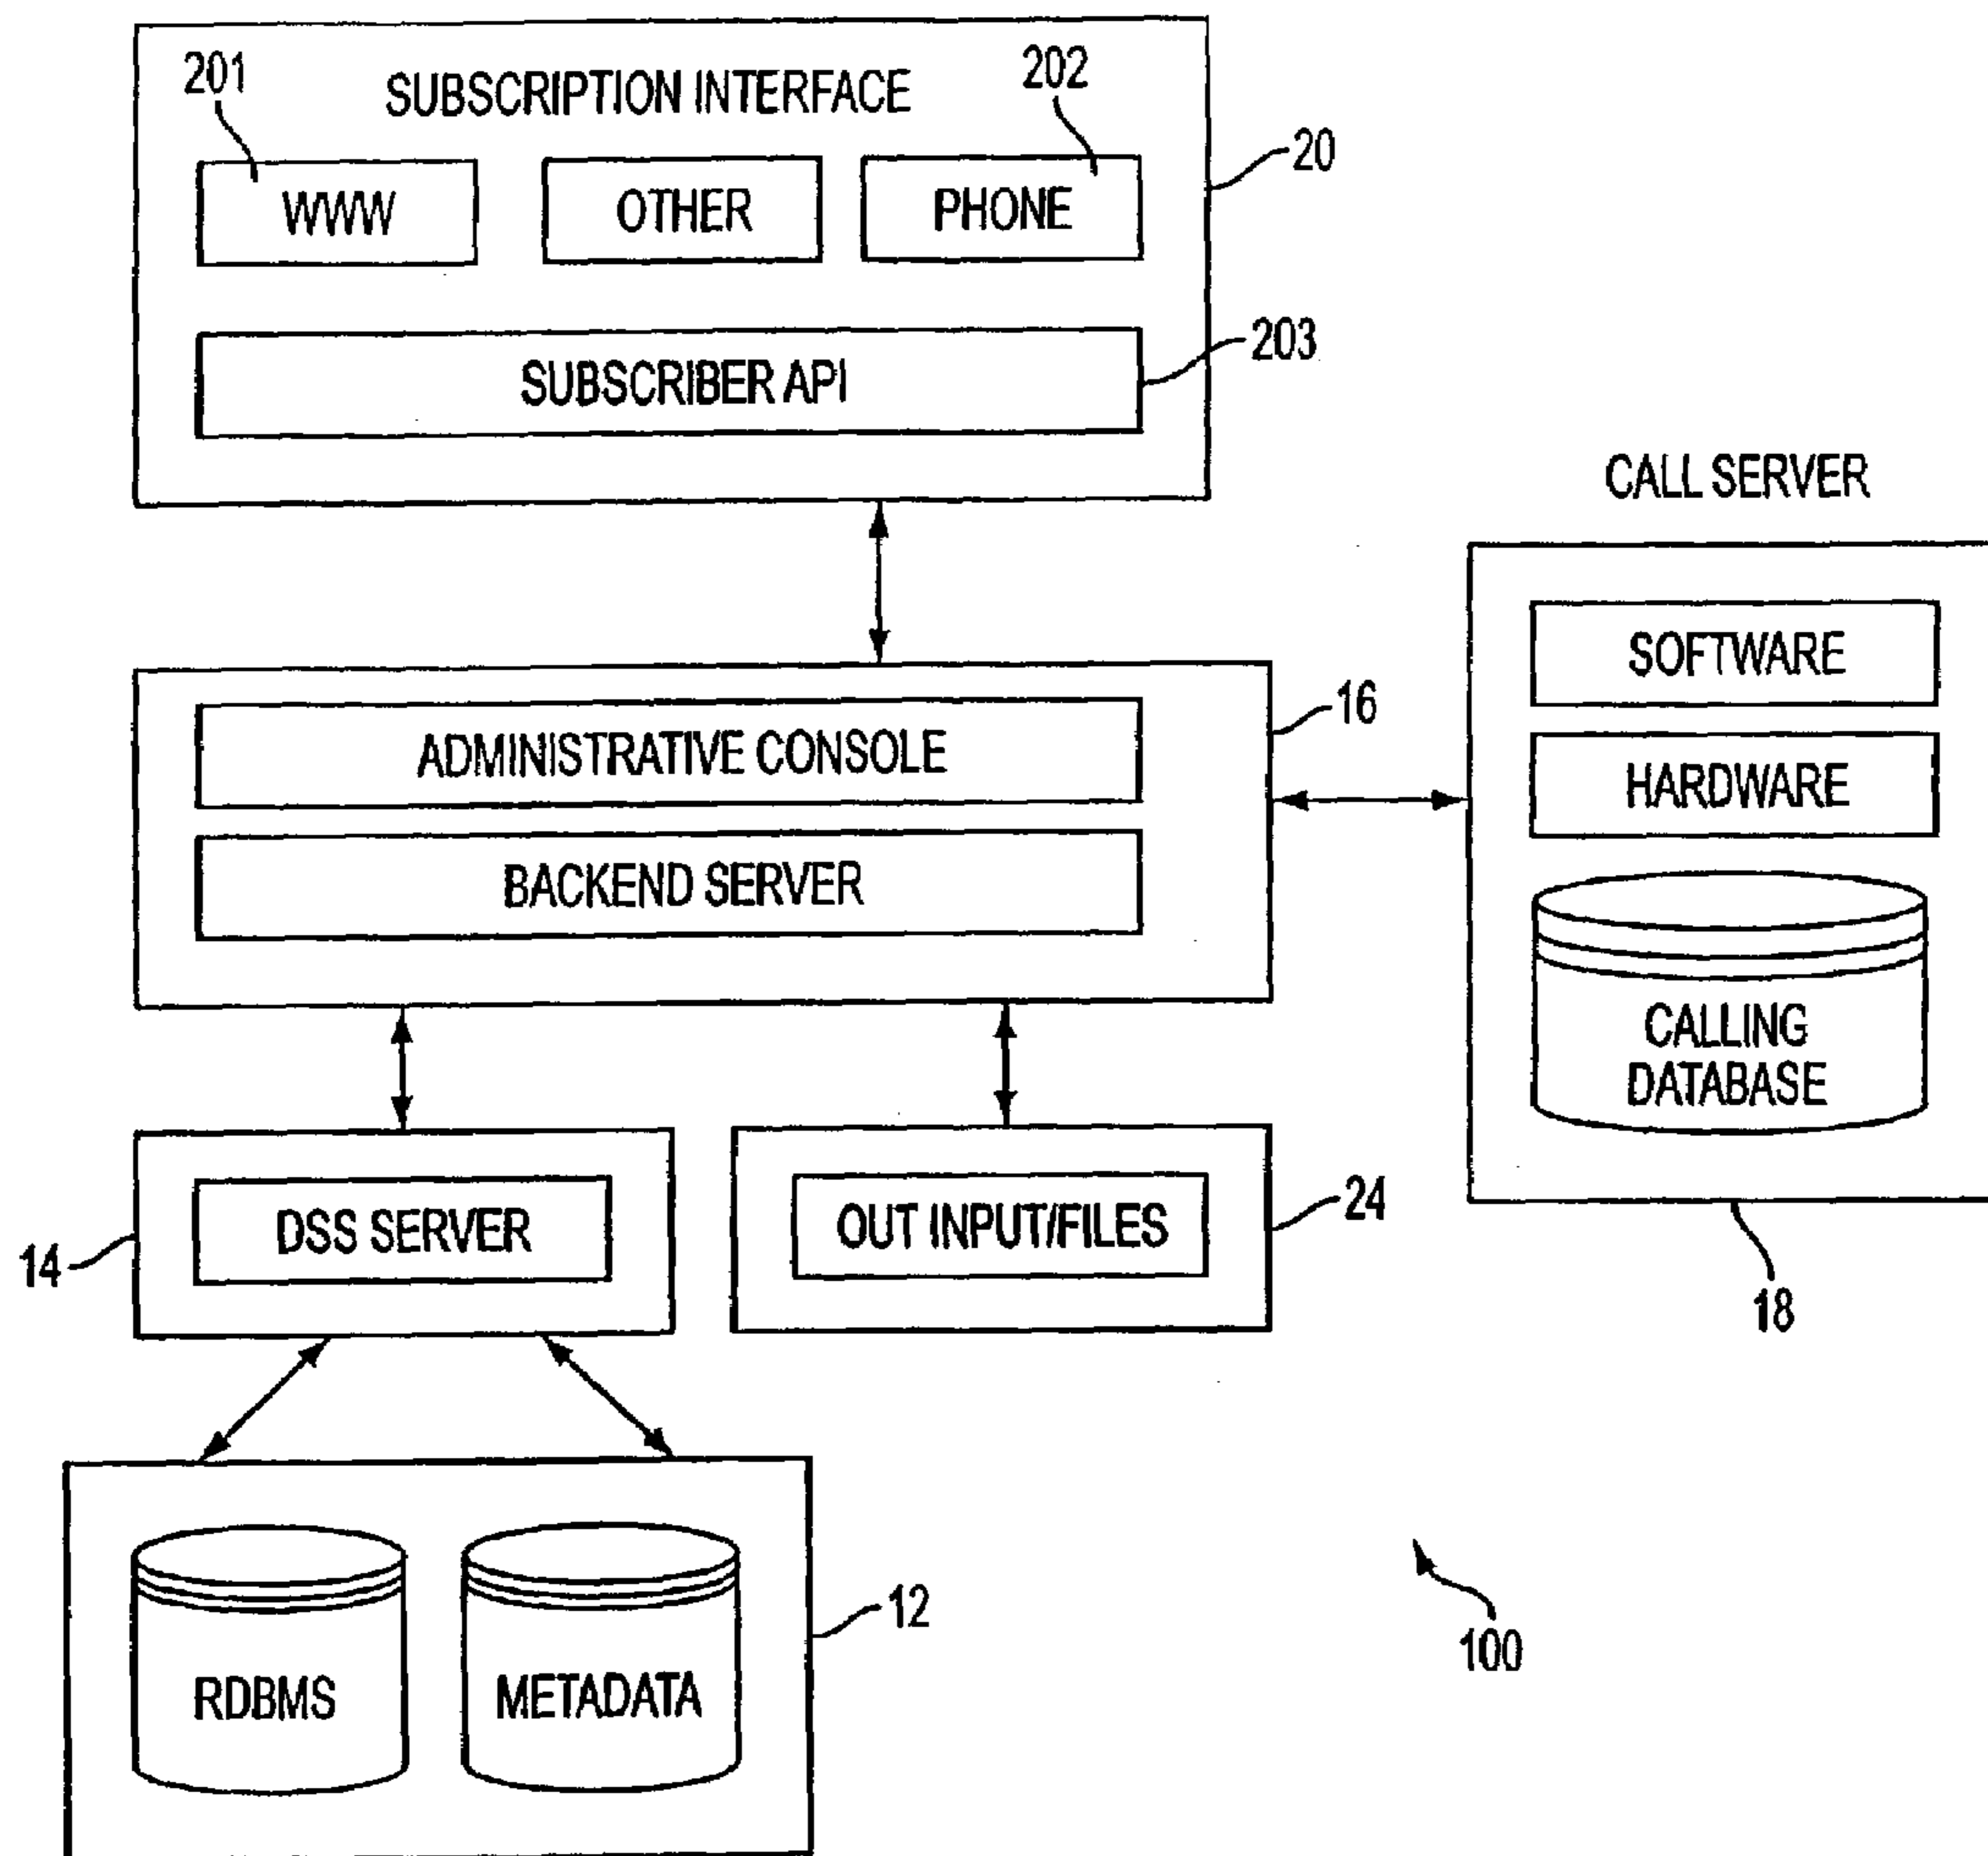 201
SUBSCRIPTION INTERFACE
202
20
WWW
OTHER
PHONE
203
SUBSCRIBER API
CALL SERVER
16
SOFTWARE
ADMINISTRATIVE CONSOLE
HARDWARE
BACKEND SERVER
CALLING
DATABASE
14
DSS SERVER
OUT INPUT/FILES
24
18
12
RDBMS
METADATA
100